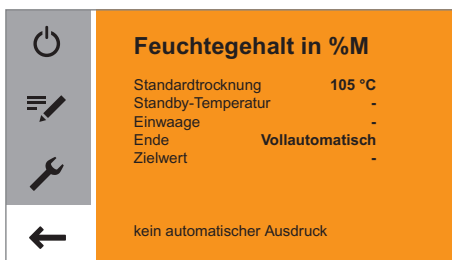 Feuchtegehalt in %M
Standardtrocknung 105 °C
Standby-Temperatur -
Einwaage -
Ende Vollautomatisch
Zielwert -
kein automatischer Ausdruck